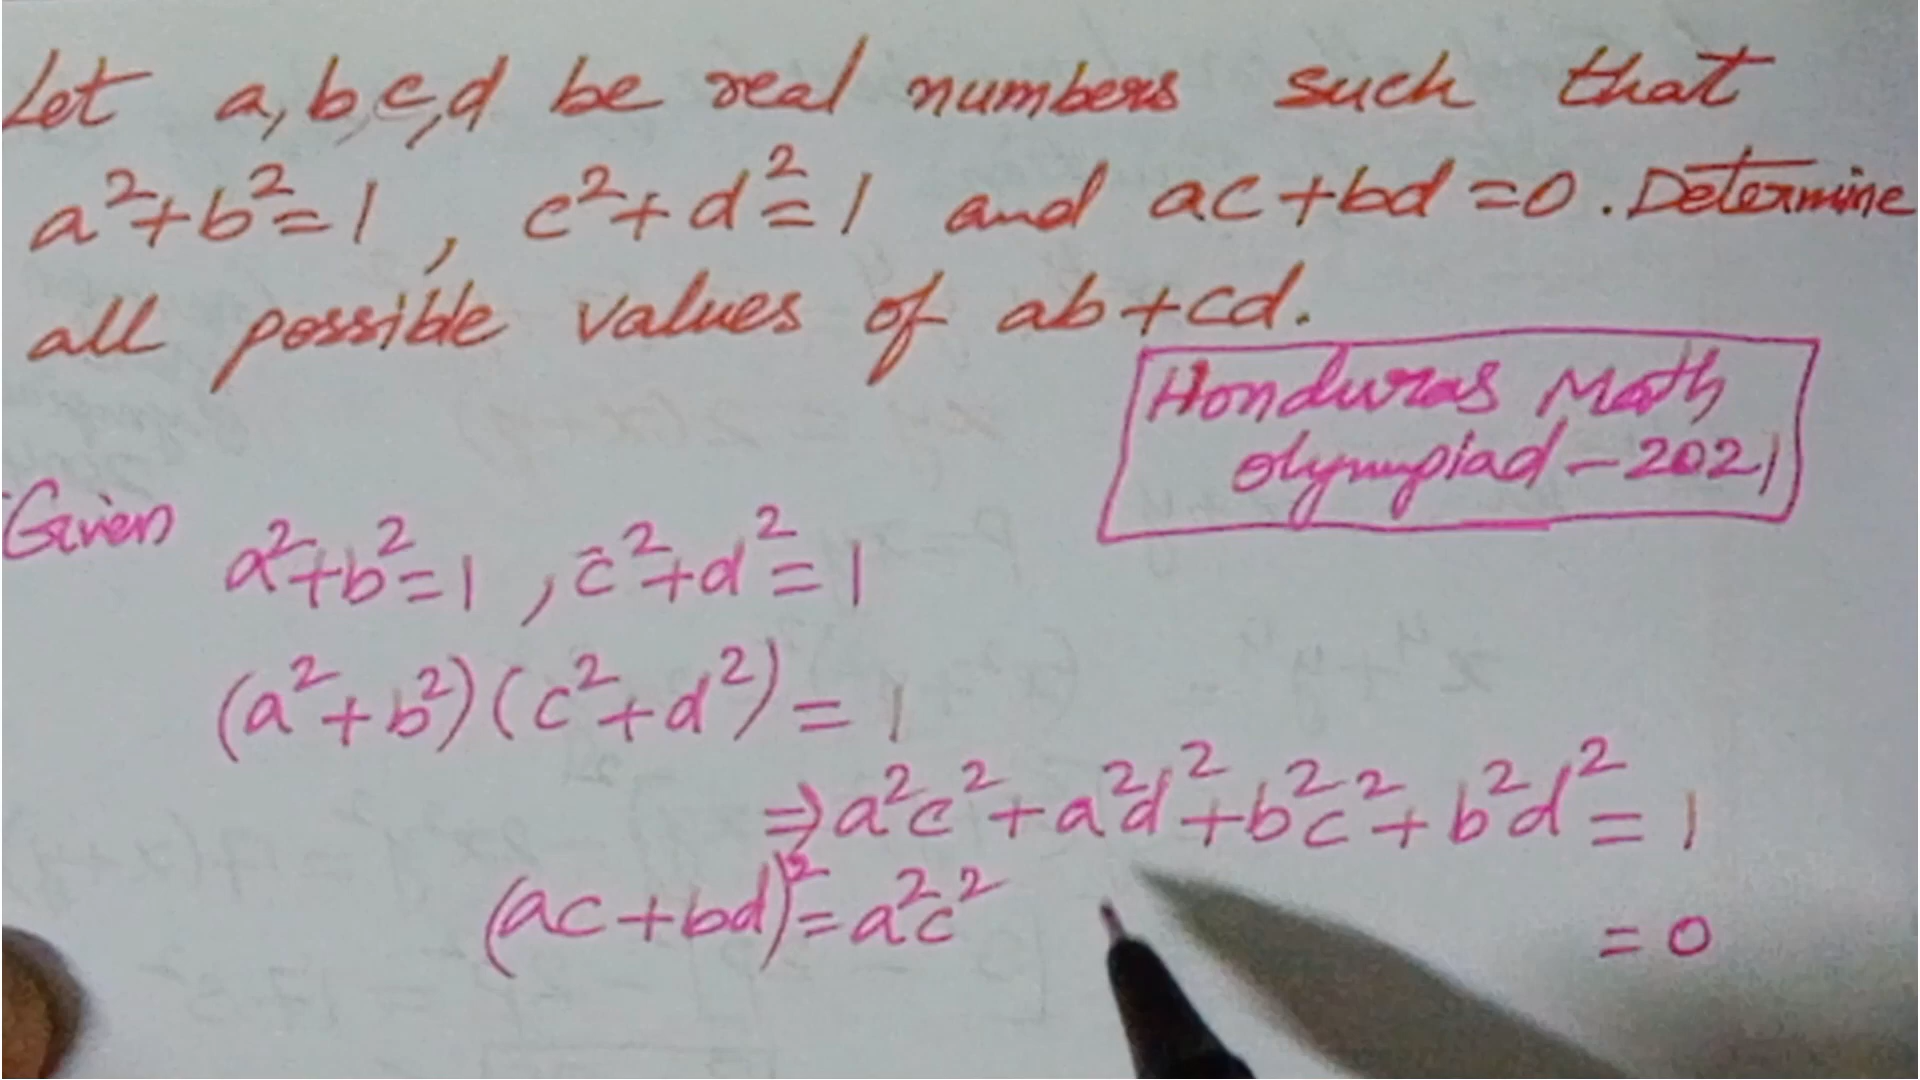 Let a, b, c, d be real numbers such that
a²+b²=1, c²+d²=1 and ac+bd=0. Determine
all possible values of ab+cd.
Honduras Math
Olympiad-2021
Given
a²+b²=1, c²+d²=1
(a²+b²)(c²+d²)=1
⇒a²c²+a²d²+b²c²+b²d²=1
(ac+bd)²=a²c² =0